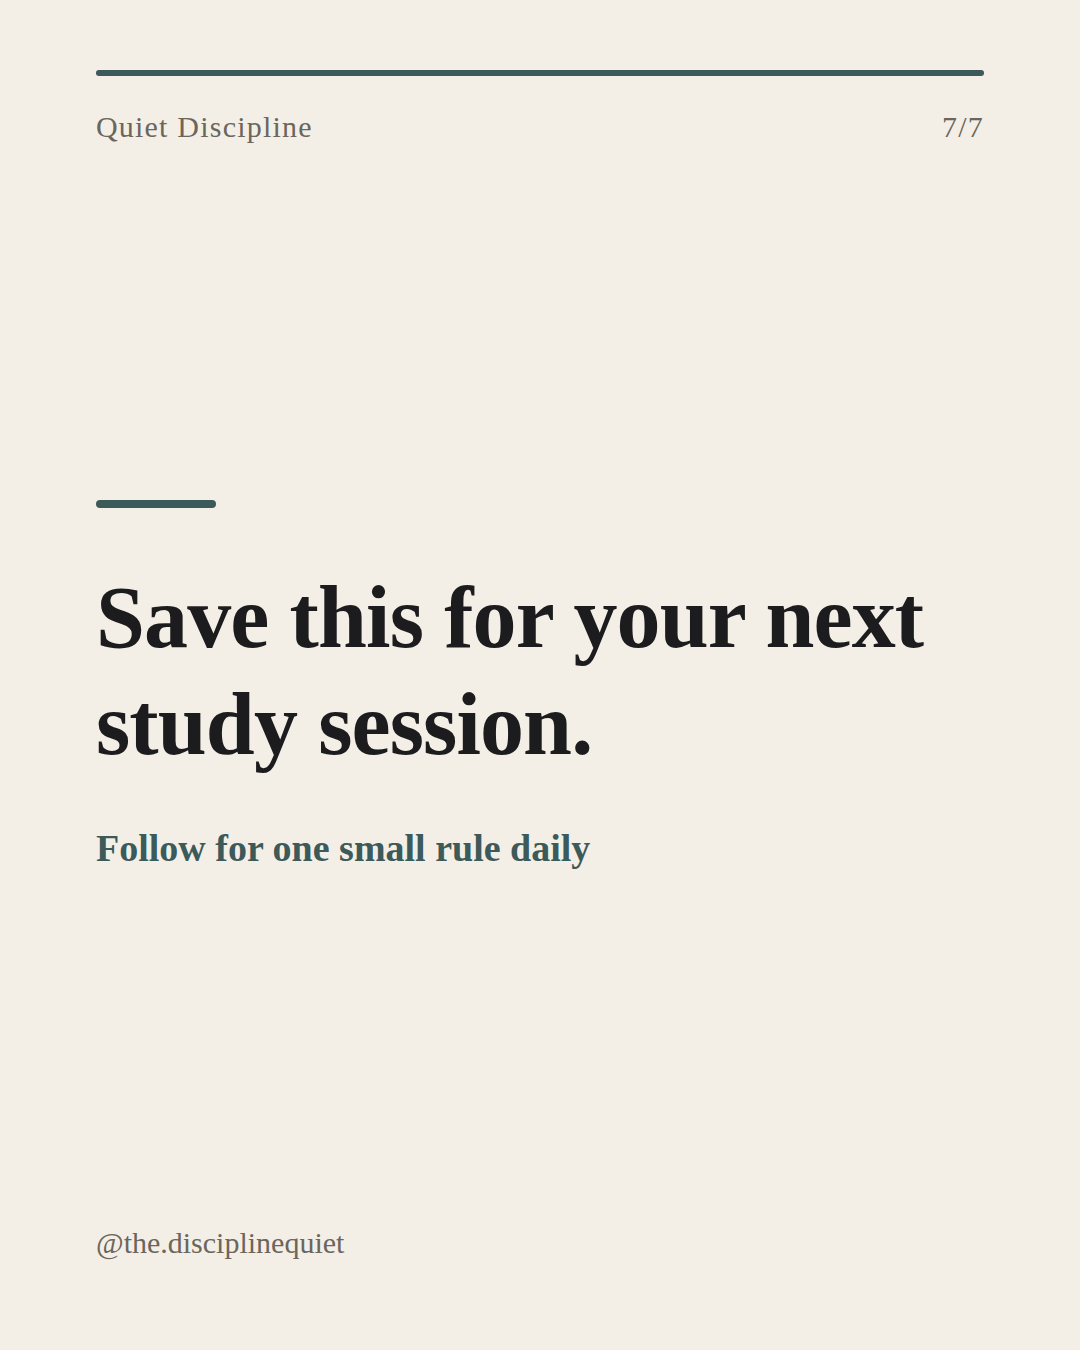 Quiet Discipline
7/7
Save this for your next
study session.
Follow for one small rule daily
@the.disciplinequiet